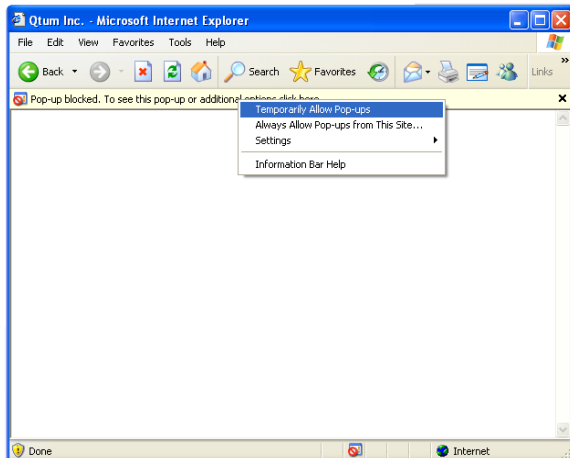 Qtum Inc. - Microsoft Internet Explorer
File Edit View Favorites Tools Help
Back Search Favorites Links »
Pop-up blocked. To see this pop-up or additional options click here...
Temporarily Allow Pop-ups
Always Allow Pop-ups from This Site...
Settings
Information Bar Help
Done Internet